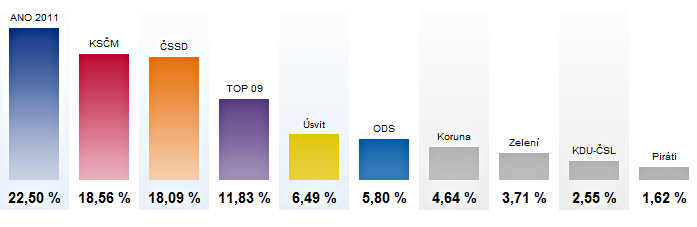 ANO 2011
KSČM
ČSSD
TOP 09
Úsvit
ODS
Koruna
Zelení
KDU-ČSL
Piráti
22,50 % 18,56 % 18,09 % 11,83 % 6,49 % 5,80 % 4,64 % 3,71 % 2,55 % 1,62 %